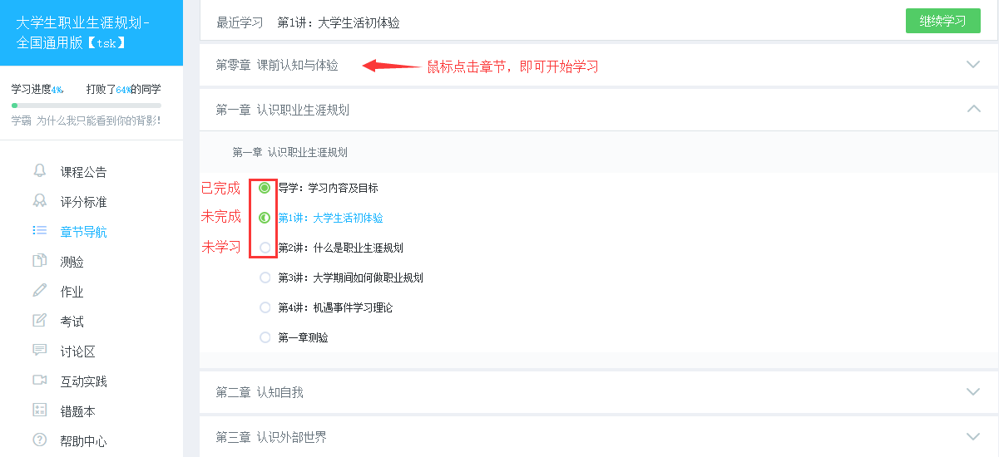 大学生职业生涯规划-
全国通用版【tsk】
学习进度4%, 打败了64%的同学
学霸 为什么我只能看到你的背影!
课程公告
评分标准
章节导航
测验
作业
考试
讨论区
互动实践
错题本
帮助中心
最近学习 第1讲：大学生活初体验 继续学习
第零章 课前认知与体验 鼠标点击章节，即可开始学习
第一章 认识职业生涯规划
第一章 认识职业生涯规划
已完成 导学：学习内容及目标
未完成 第1讲：大学生活初体验
未学习 第2讲：什么是职业生涯规划
第3讲：大学期间如何做职业规划
第4讲：机遇事件学习理论
第一章测验
第二章 认知自我
第三章 认识外部世界